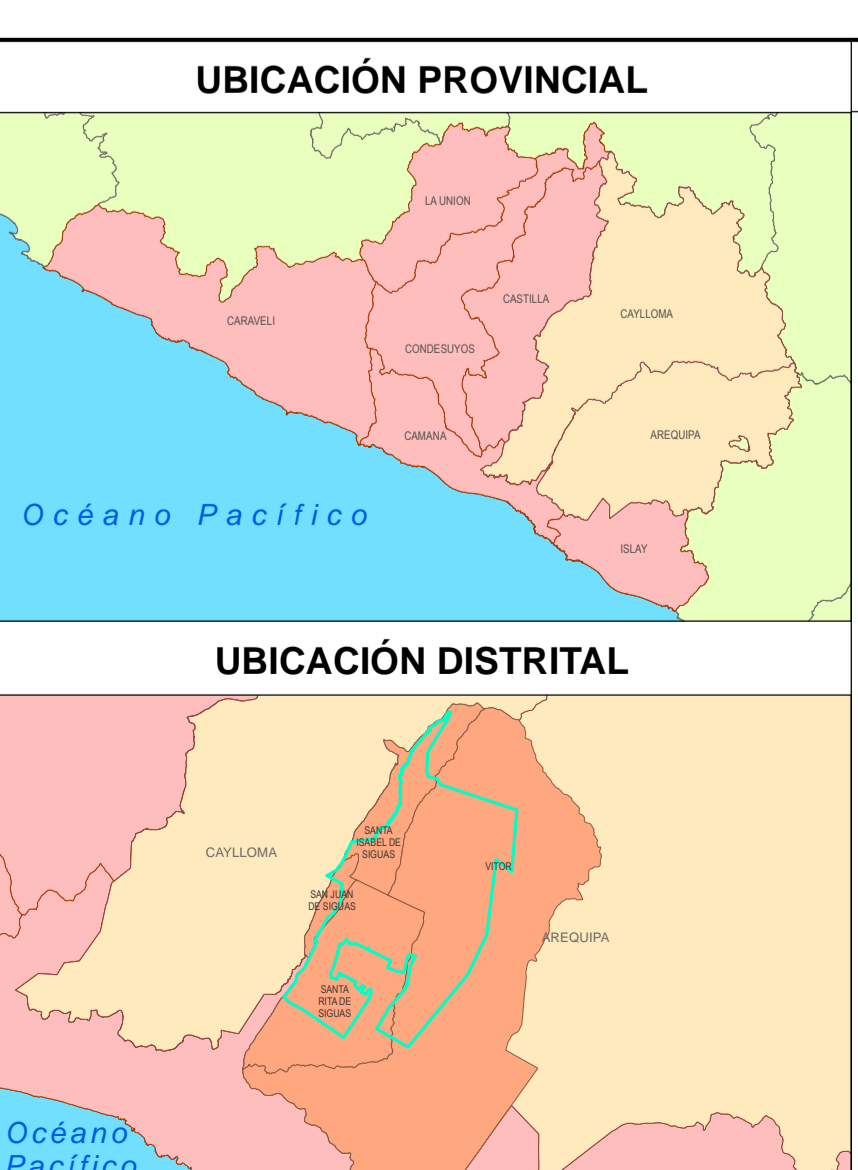 UBICACIÓN PROVINCIAL
LA UNION
CASTILLA
CAYLLOMA
CARAVELI
CONDESUYOS
CAMANA
AREQUIPA
Océano Pacífico
ISLAY
UBICACIÓN DISTRITAL
SANTA
ISABEL DE
SIGUAS
CAYLLOMA
VITOR
SAN JUAN
DE SIGUAS
AREQUIPA
SANTA
RITA DE
SIGUAS
Océano
Pacífico